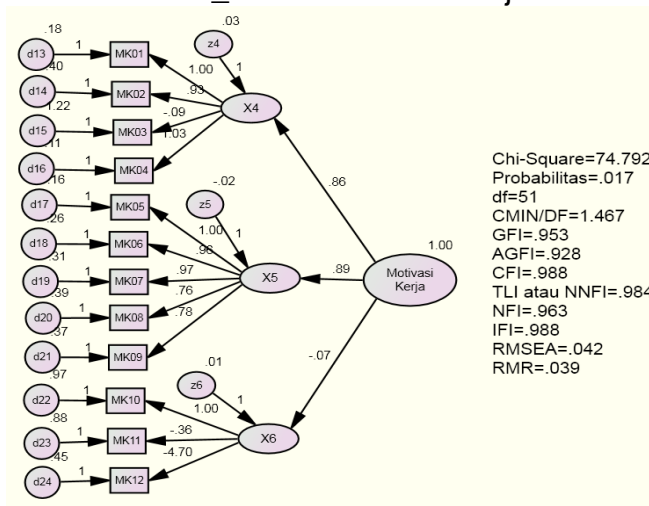 .18
.03
d13
1
MK01
z4
.40
1.00
1
d14
1
MK02
.93
X4
1.22
-.09
d15
1
MK03
1.03
.11
d16
1
MK04
.86
.16
-.02
d17
1
MK05
z5
.26
1.00
1
d18
1
MK06
.96
.31
1.00
d19
1
MK07
.97
X5
.89
Motivasi
Kerja
.39
.76
d20
1
MK08
.78
.37
d21
1
MK09
-.07
.97
.01
d22
1
MK10
z6
.88
1.00
1
d23
1
MK11
-.36
X6
.45
-4.70
d24
1
MK12
Chi-Square=74.792
Probabilitas=.017
df=51
CMIN/DF=1.467
GFI=.953
AGFI=.928
CFI=.988
TLI atau NNFI=.984
NFI=.963
IFI=.988
RMSEA=.042
RMR=.039